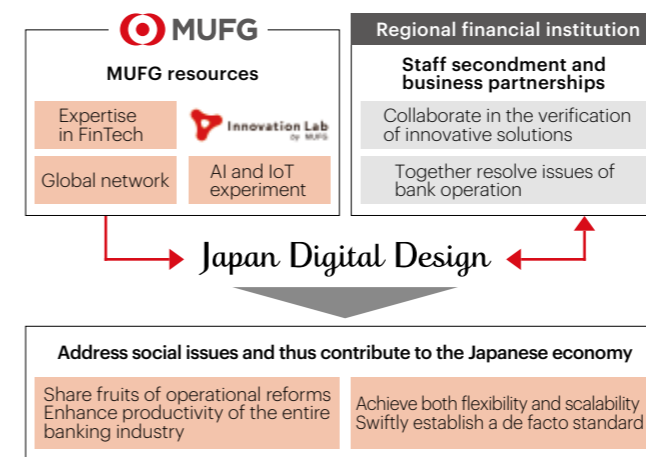 MUFG
MUFG resources
Expertise
in FinTech
Innovation Lab
by MUFG
Global network
AI and IoT
experiment
Regional financial institution
Staff secondment and
business partnerships
Collaborate in the verification
of innovative solutions
Together resolve issues of
bank operation
Japan Digital Design
Address social issues and thus contribute to the Japanese economy
Share fruits of operational reforms
Enhance productivity of the entire
banking industry
Achieve both flexibility and scalability
Swiftly establish a de facto standard